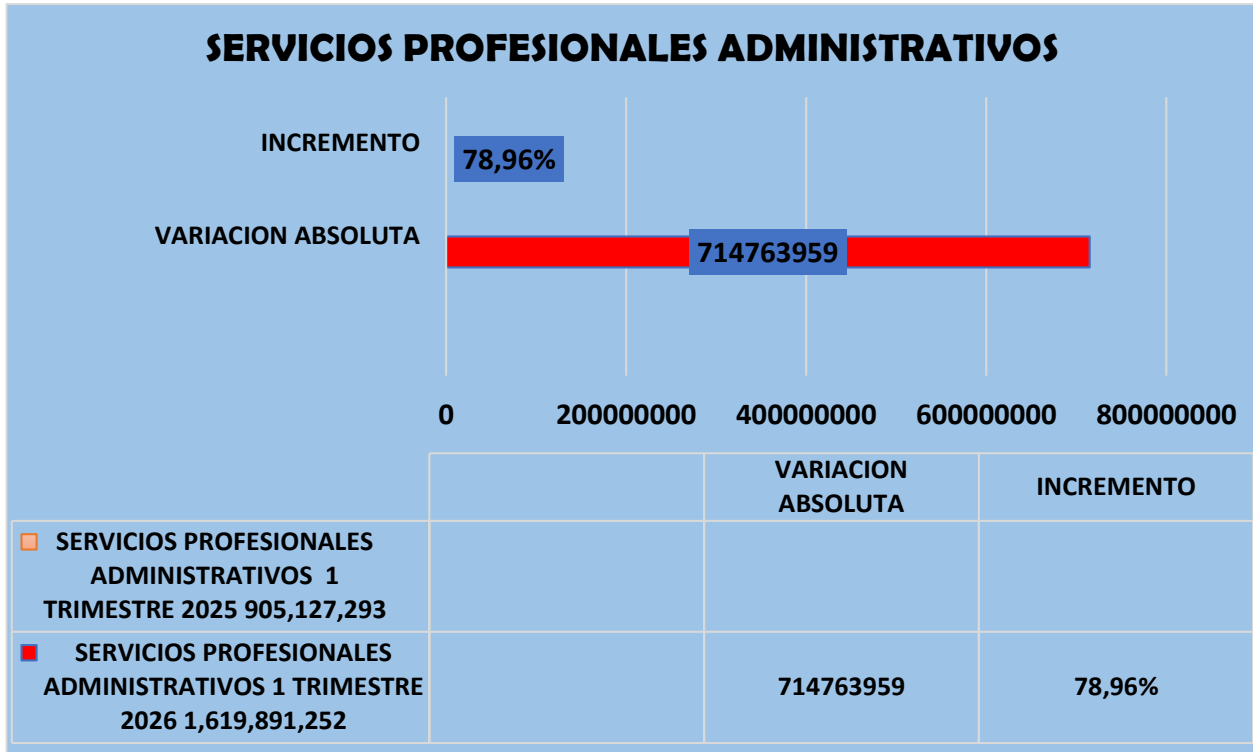 SERVICIOS PROFESIONALES ADMINISTRATIVOS
INCREMENTO
78,96%
VARIACION ABSOLUTA
714763959
0 200000000 400000000 600000000 800000000
VARIACION
ABSOLUTA
INCREMENTO
SERVICIOS PROFESIONALES
ADMINISTRATIVOS 1
TRIMESTRE 2025 905,127,293
SERVICIOS PROFESIONALES
ADMINISTRATIVOS 1 TRIMESTRE
2026 1,619,891,252
714763959
78,96%